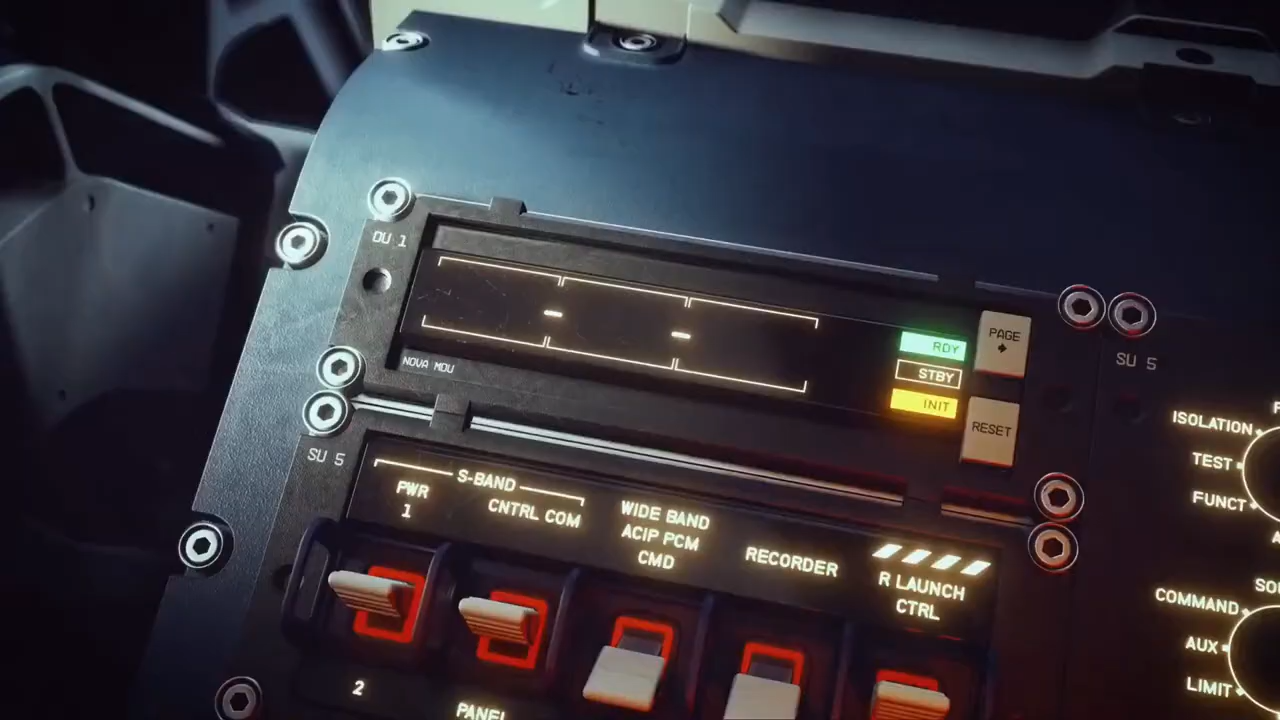 DU 1
NOVA MDU
RDY
STBY
INIT
PAGE
RESET
SU 5
SU 5
S-BAND
PWR
1
CNTRL COM
WIDE BAND
ACIP PCM
CMD
RECORDER
R LAUNCH
CTRL
2
PANEL
ISOLATION
TEST
FUNCT
COMMAND
AUX
LIMIT